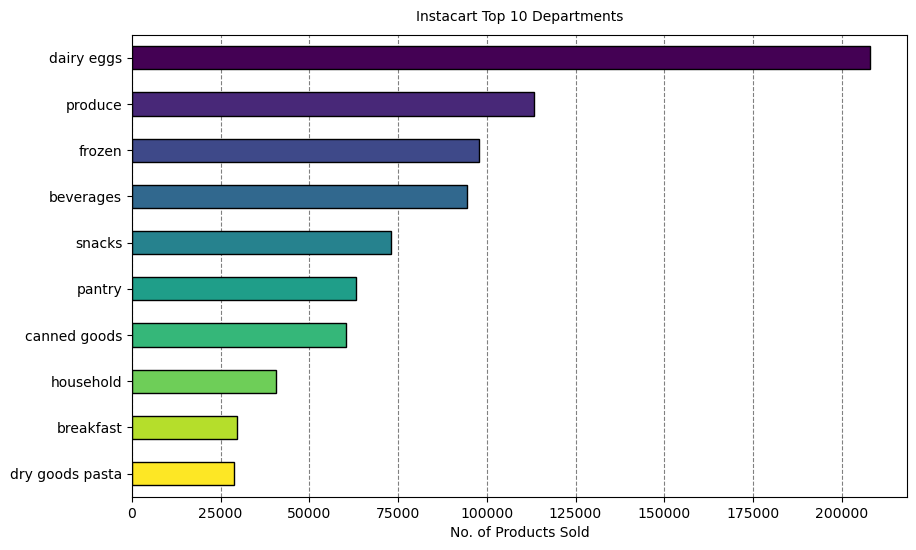 Instacart Top 10 Departments
dairy eggs
produce
frozen
beverages
snacks
pantry
canned goods
household
breakfast
dry goods pasta
0 25000 50000 75000 100000 125000 150000 175000 200000
No. of Products Sold